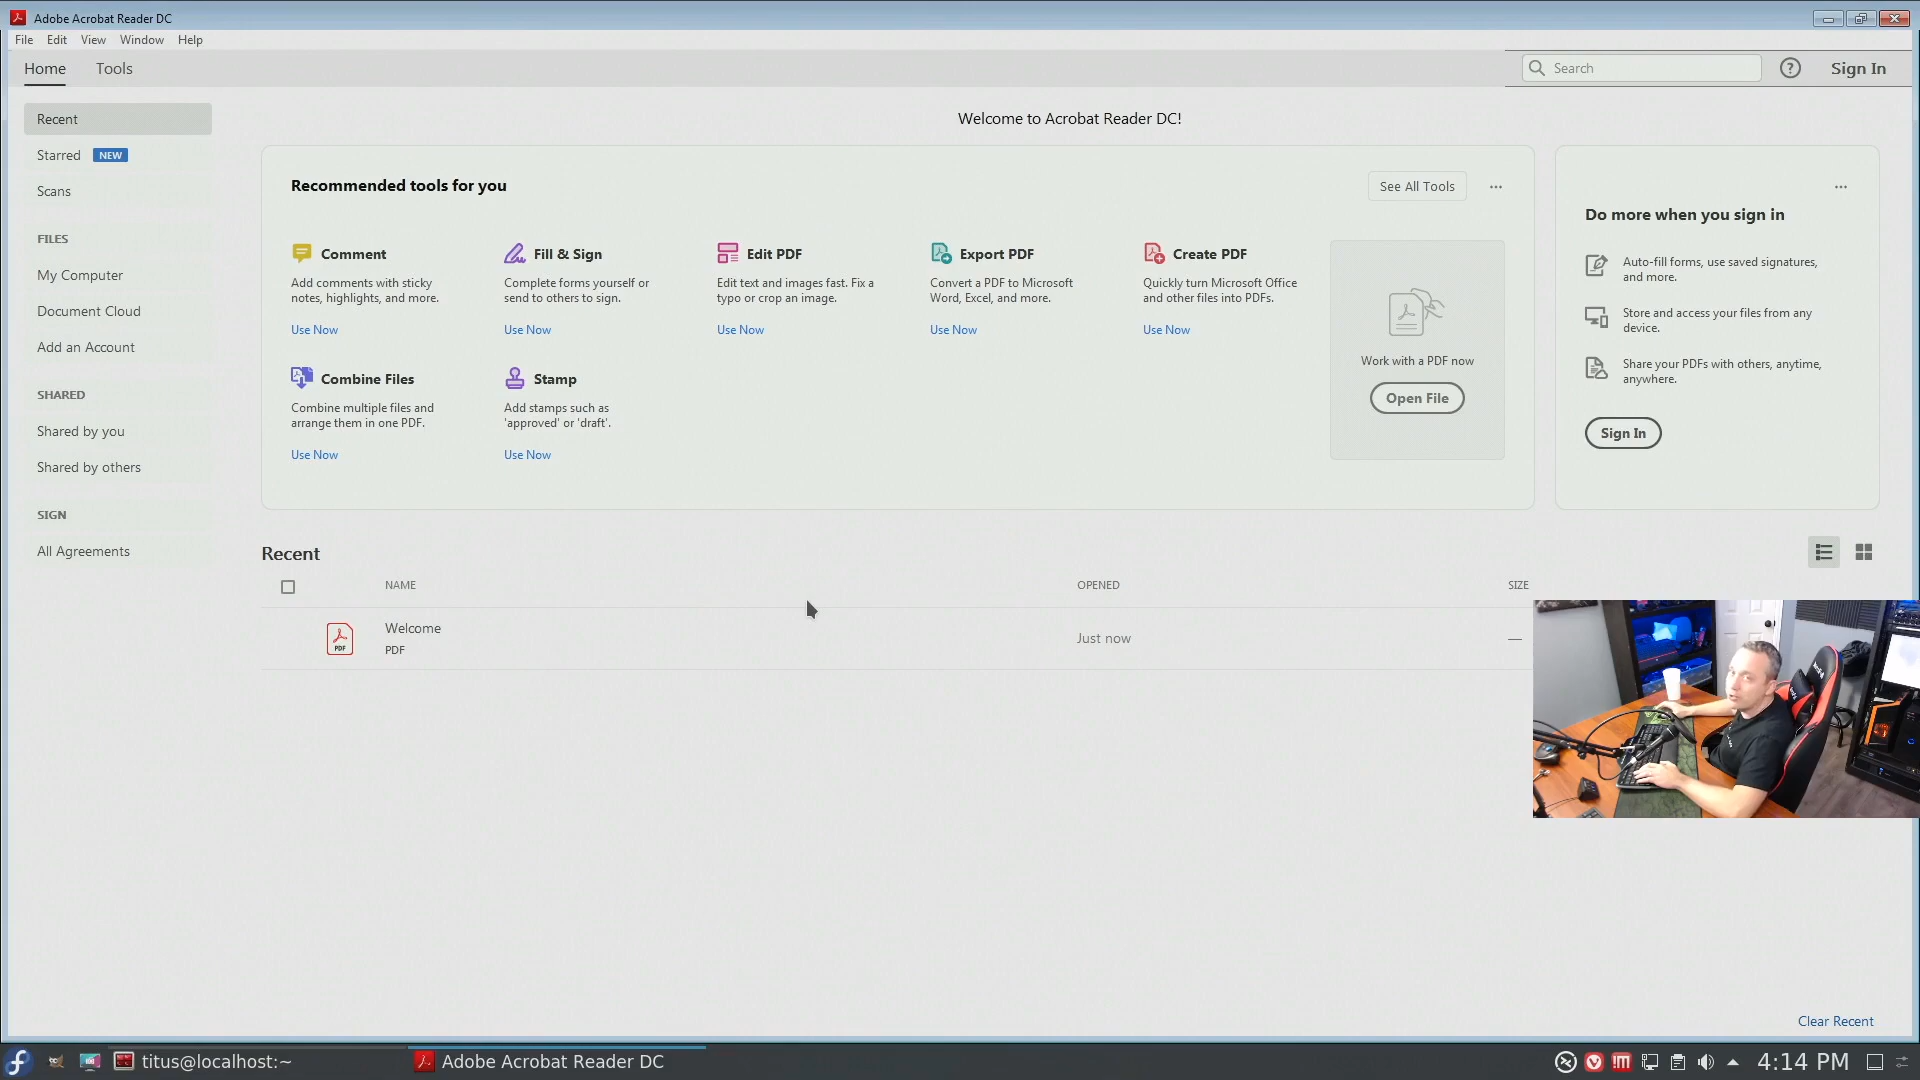 Adobe Acrobat Reader DC
File Edit View Window Help
Home Tools
Search
Sign In
Recent
Starred NEW
Scans
FILES
My Computer
Document Cloud
Add an Account
SHARED
Shared by you
Shared by others
SIGN
All Agreements
Welcome to Acrobat Reader DC!
Recommended tools for you
See All Tools
Comment
Add comments with sticky
notes, highlights, and more.
Use Now
Fill & Sign
Complete forms yourself or
send to others to sign.
Use Now
Edit PDF
Edit text and images fast. Fix a
typo or crop an image.
Use Now
Export PDF
Convert a PDF to Microsoft
Word, Excel, and more.
Use Now
Create PDF
Quickly turn Microsoft Office
and other files into PDFs.
Use Now
Combine Files
Combine multiple files and
arrange them in one PDF.
Use Now
Stamp
Add stamps such as
'approved' or 'draft'.
Use Now
Work with a PDF now
Open File
Do more when you sign in
Auto-fill forms, use saved signatures,
and more.
Store and access your files from any
device.
Share your PDFs with others, anytime,
anywhere.
Sign In
Recent
NAME OPENED SIZE
PDF
Welcome
PDF
Just now
—
Clear Recent
titus@localhost:~
Adobe Acrobat Reader DC
4:14 PM